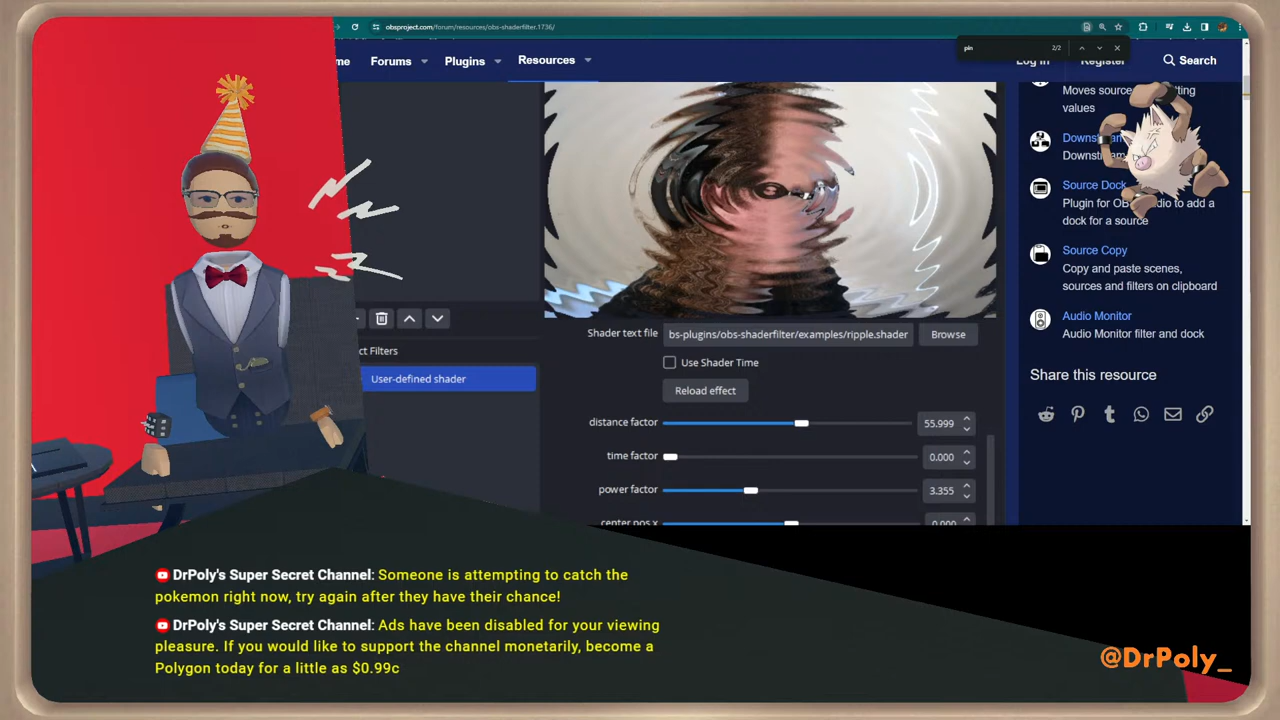 obsproject.com/forum/resources/obs-shaderfilter.1736/
pin 2/2
me Forums Plugins Resources Log in Register Search
Moves source
values
Downst
Downst
Source Dock
Plugin for OB
dock for a source
to add a
Source Copy
Copy and paste scenes,
sources and filters on clipboard
Audio Monitor
Audio Monitor filter and dock
Share this resource
Shader text file bs-plugins/obs-shaderfilter/examples/ripple.shader Browse
ct Filters
Use Shader Time
User-defined shader
Reload effect
distance factor 55.999
time factor 0.000
power factor 3.355
center pos x 0.000
DrPoly's Super Secret Channel: Someone is attempting to catch the
pokemon right now, try again after they have their chance!
DrPoly's Super Secret Channel: Ads have been disabled for your viewing
pleasure. If you would like to support the channel monetarily, become a
Polygon today for a little as $0.99c
@DrPoly_